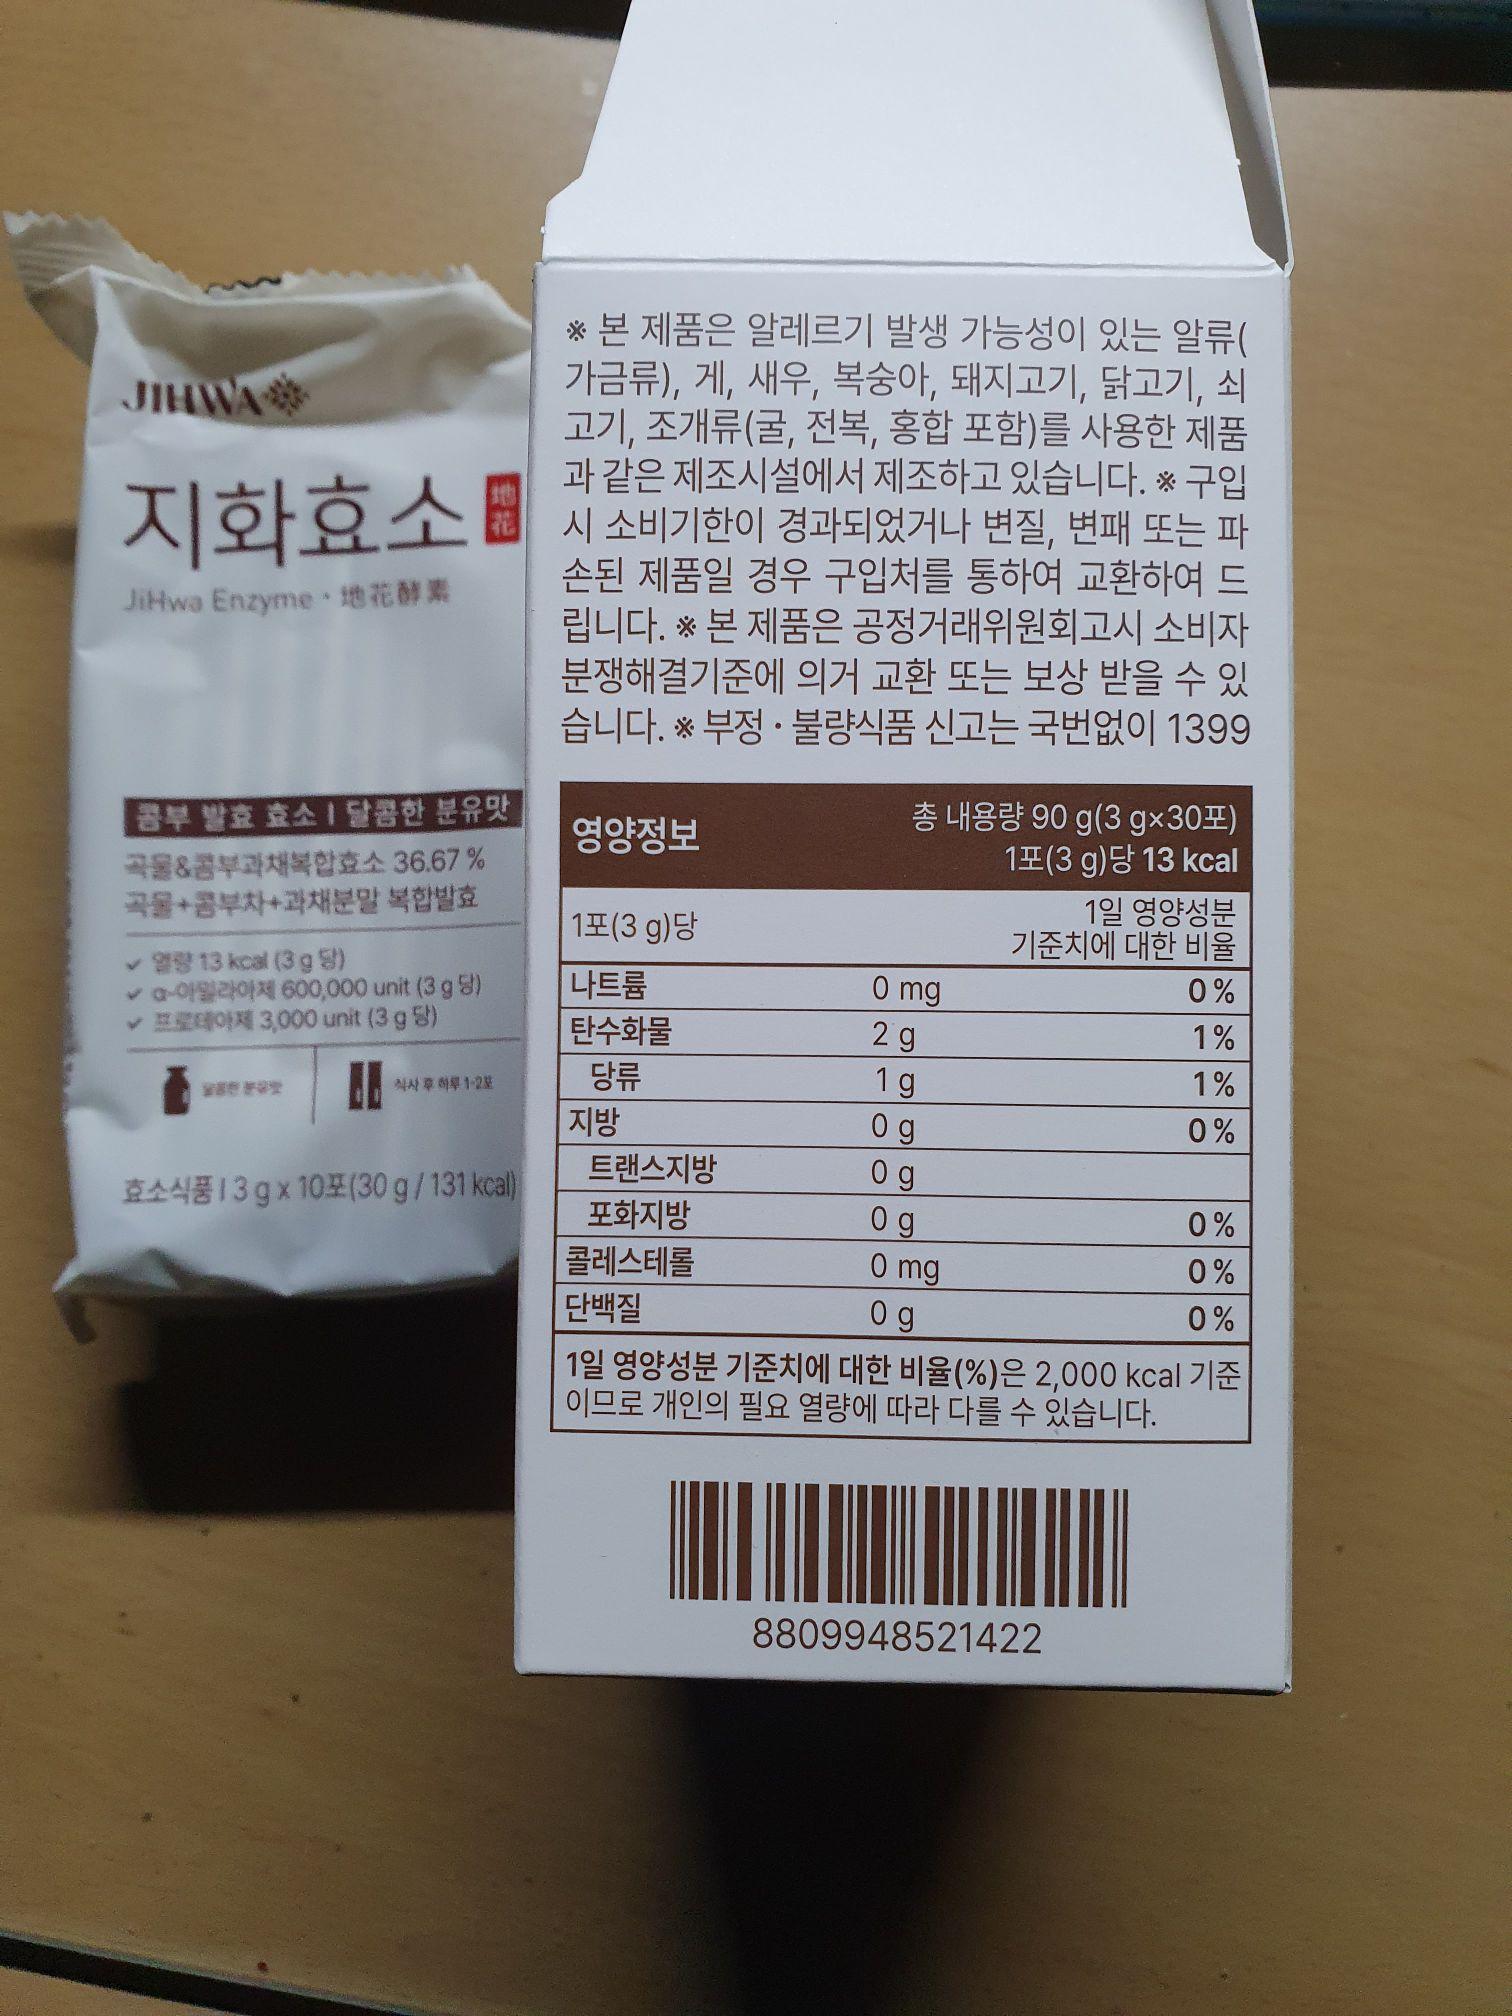 JIHWA
지화효소
地花
JiHwa Enzyme · 地花酵素
콤부 발효 효소 | 달콤한 분유맛
곡물&콤부과채복합효소 36.67 %
곡물+콤부차+과채분말 복합발효
✓ 열량 13 kcal (3 g 당)
✓ α-아밀라아제 600,000 unit (3 g 당)
✓ 프로테아제 3,000 unit (3 g 당)
달콤한 분유맛
식사 후 하루 1-2포
효소식품 | 3 g x 10포(30 g / 131 kcal)
※ 본 제품은 알레르기 발생 가능성이 있는 알류(
가금류), 게, 새우, 복숭아, 돼지고기, 닭고기, 쇠
고기, 조개류(굴, 전복, 홍합 포함)를 사용한 제품
과 같은 제조시설에서 제조하고 있습니다. ※ 구입
시 소비기한이 경과되었거나 변질, 변패 또는 파
손된 제품일 경우 구입처를 통하여 교환하여 드
립니다. ※ 본 제품은 공정거래위원회고시 소비자
분쟁해결기준에 의거 교환 또는 보상 받을 수 있
습니다. ※ 부정 · 불량식품 신고는 국번없이 1399
영양정보
총 내용량 90 g(3 g×30포)
1포(3 g)당 13 kcal
1포(3 g)당
1일 영양성분
기준치에 대한 비율
나트륨 0 mg 0 %
탄수화물 2 g 1 %
당류 1 g 1 %
지방 0 g 0 %
트랜스지방 0 g
포화지방 0 g 0 %
콜레스테롤 0 mg 0 %
단백질 0 g 0 %
1일 영양성분 기준치에 대한 비율(%)은 2,000 kcal 기준
이므로 개인의 필요 열량에 따라 다를 수 있습니다.
8809948521422